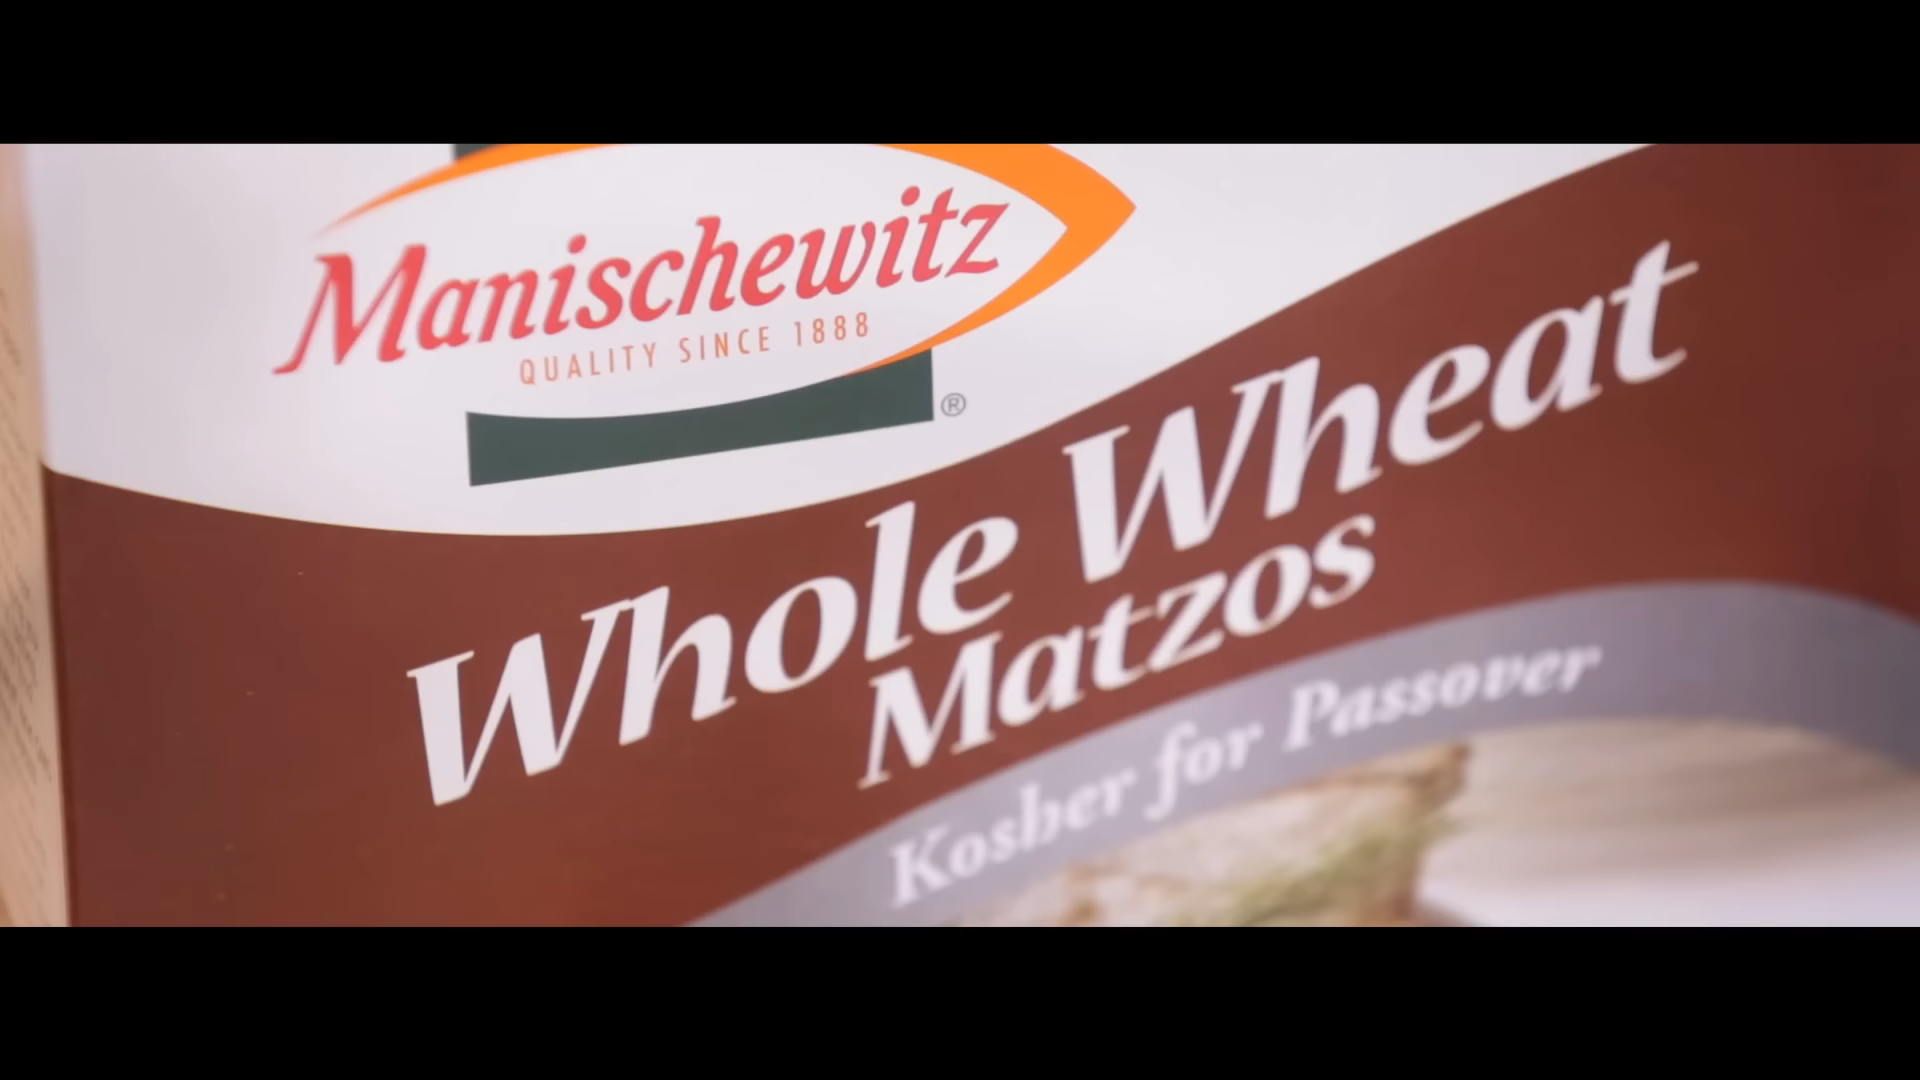 Manischewitz
QUALITY SINCE 1888
®
Whole Wheat
Matzos
Kosher for Passover